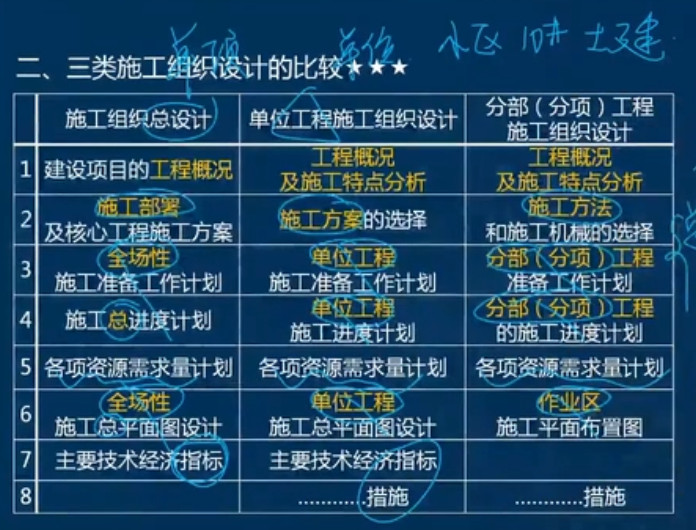 单项 单位 小区 10# 土建
二、三类施工组织设计的比较★★★
施工组织总设计 单位工程施工组织设计 分部（分项）工程
施工组织设计
1 建设项目的工程概况 工程概况
及施工特点分析 工程概况
及施工特点分析
2 施工部署
及核心工程施工方案 施工方案的选择 施工方法
和施工机械的选择
3 全场性
施工准备工作计划 单位工程
施工准备工作计划 分部（分项）工程
准备工作计划
4 施工总进度计划 单位工程
施工进度计划 分部（分项）工程
的施工进度计划
5 各项资源需求量计划 各项资源需求量计划 各项资源需求量计划
6 全场性
施工总平面图设计 单位工程
施工总平面图设计 作业区
施工平面布置图
7 主要技术经济指标 主要技术经济指标
8 …………措施 …………措施